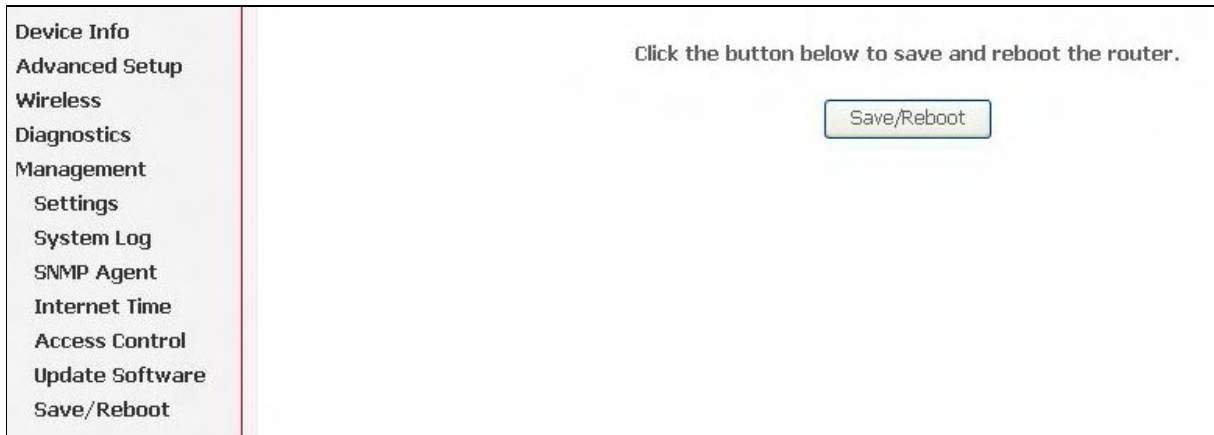 Device Info
Advanced Setup
Wireless
Diagnostics
Management
Settings
System Log
SNMP Agent
Internet Time
Access Control
Update Software
Save/Reboot
Click the button below to save and reboot the router.
Save/Reboot